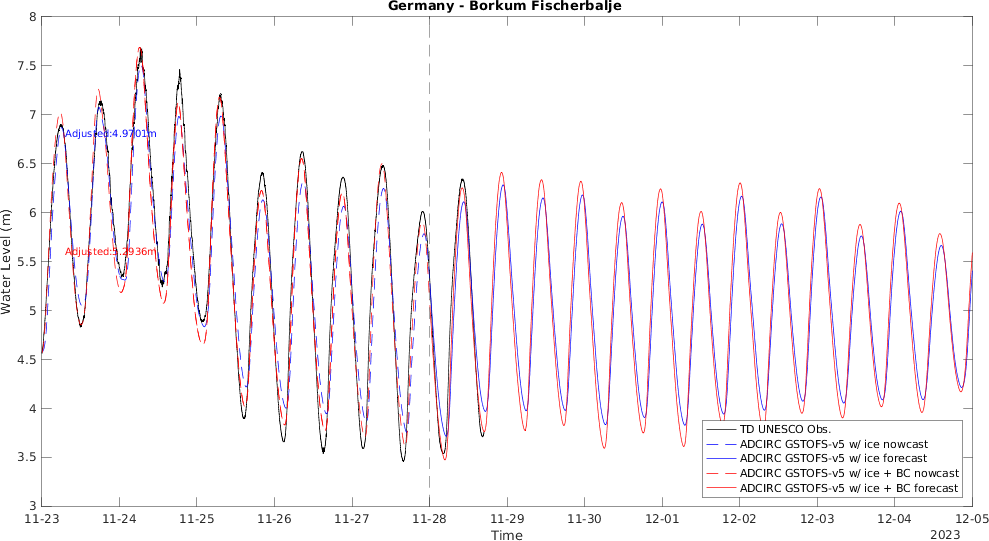 Germany - Borkum Fischerbalje
8
7.5
7
6.5
6
5.5
5
4.5
4
3.5
3
Water Level (m)
Adjusted:4.9701m
Adjusted:5.2936m
TD UNESCO Obs.
ADCIRC GSTOFS-v5 w/ ice nowcast
ADCIRC GSTOFS-v5 w/ ice forecast
ADCIRC GSTOFS-v5 w/ ice + BC nowcast
ADCIRC GSTOFS-v5 w/ ice + BC forecast
11-23 11-24 11-25 11-26 11-27 11-28 11-29 11-30 12-01 12-02 12-03 12-04 12-05
Time
2023